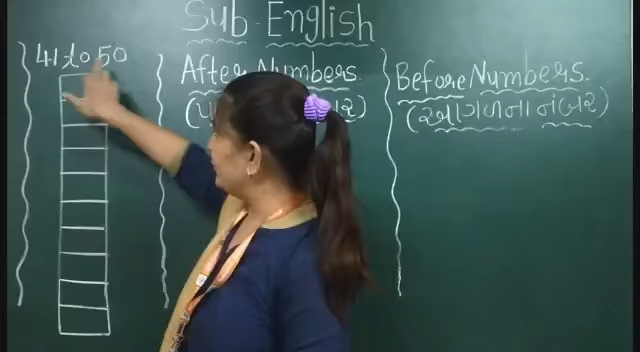 Sub-English
41 to 50
After Numbers.
Before Numbers.
(આગળના નંબર)